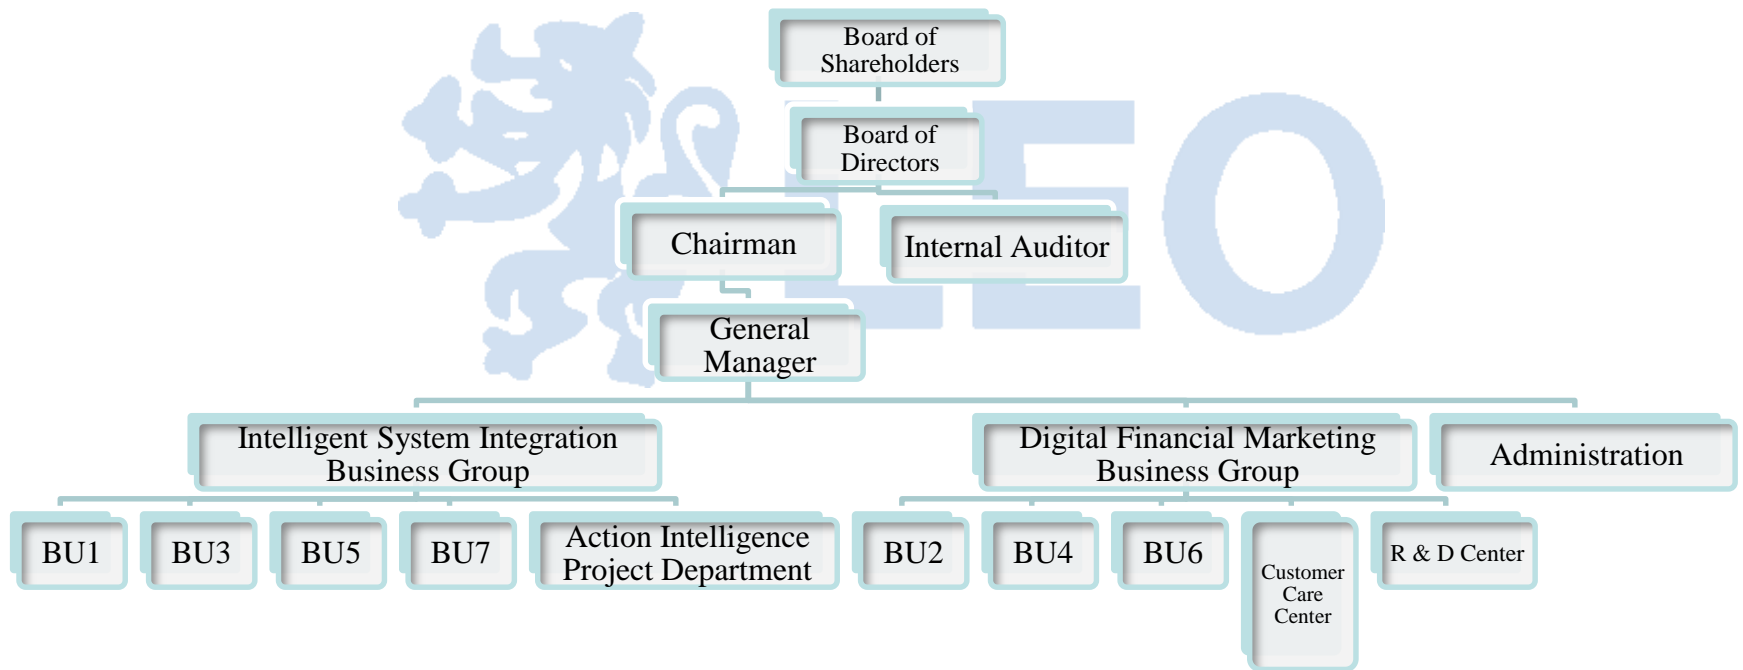 Board of
Shareholders
LEO
Board of
Directors
Chairman
Internal Auditor
General
Manager
Intelligent System Integration
Business Group
Digital Financial Marketing
Business Group
Administration
BU1
BU3
BU5
BU7
Action Intelligence
Project Department
BU2
BU4
BU6
Customer
Care
Center
R & D Center